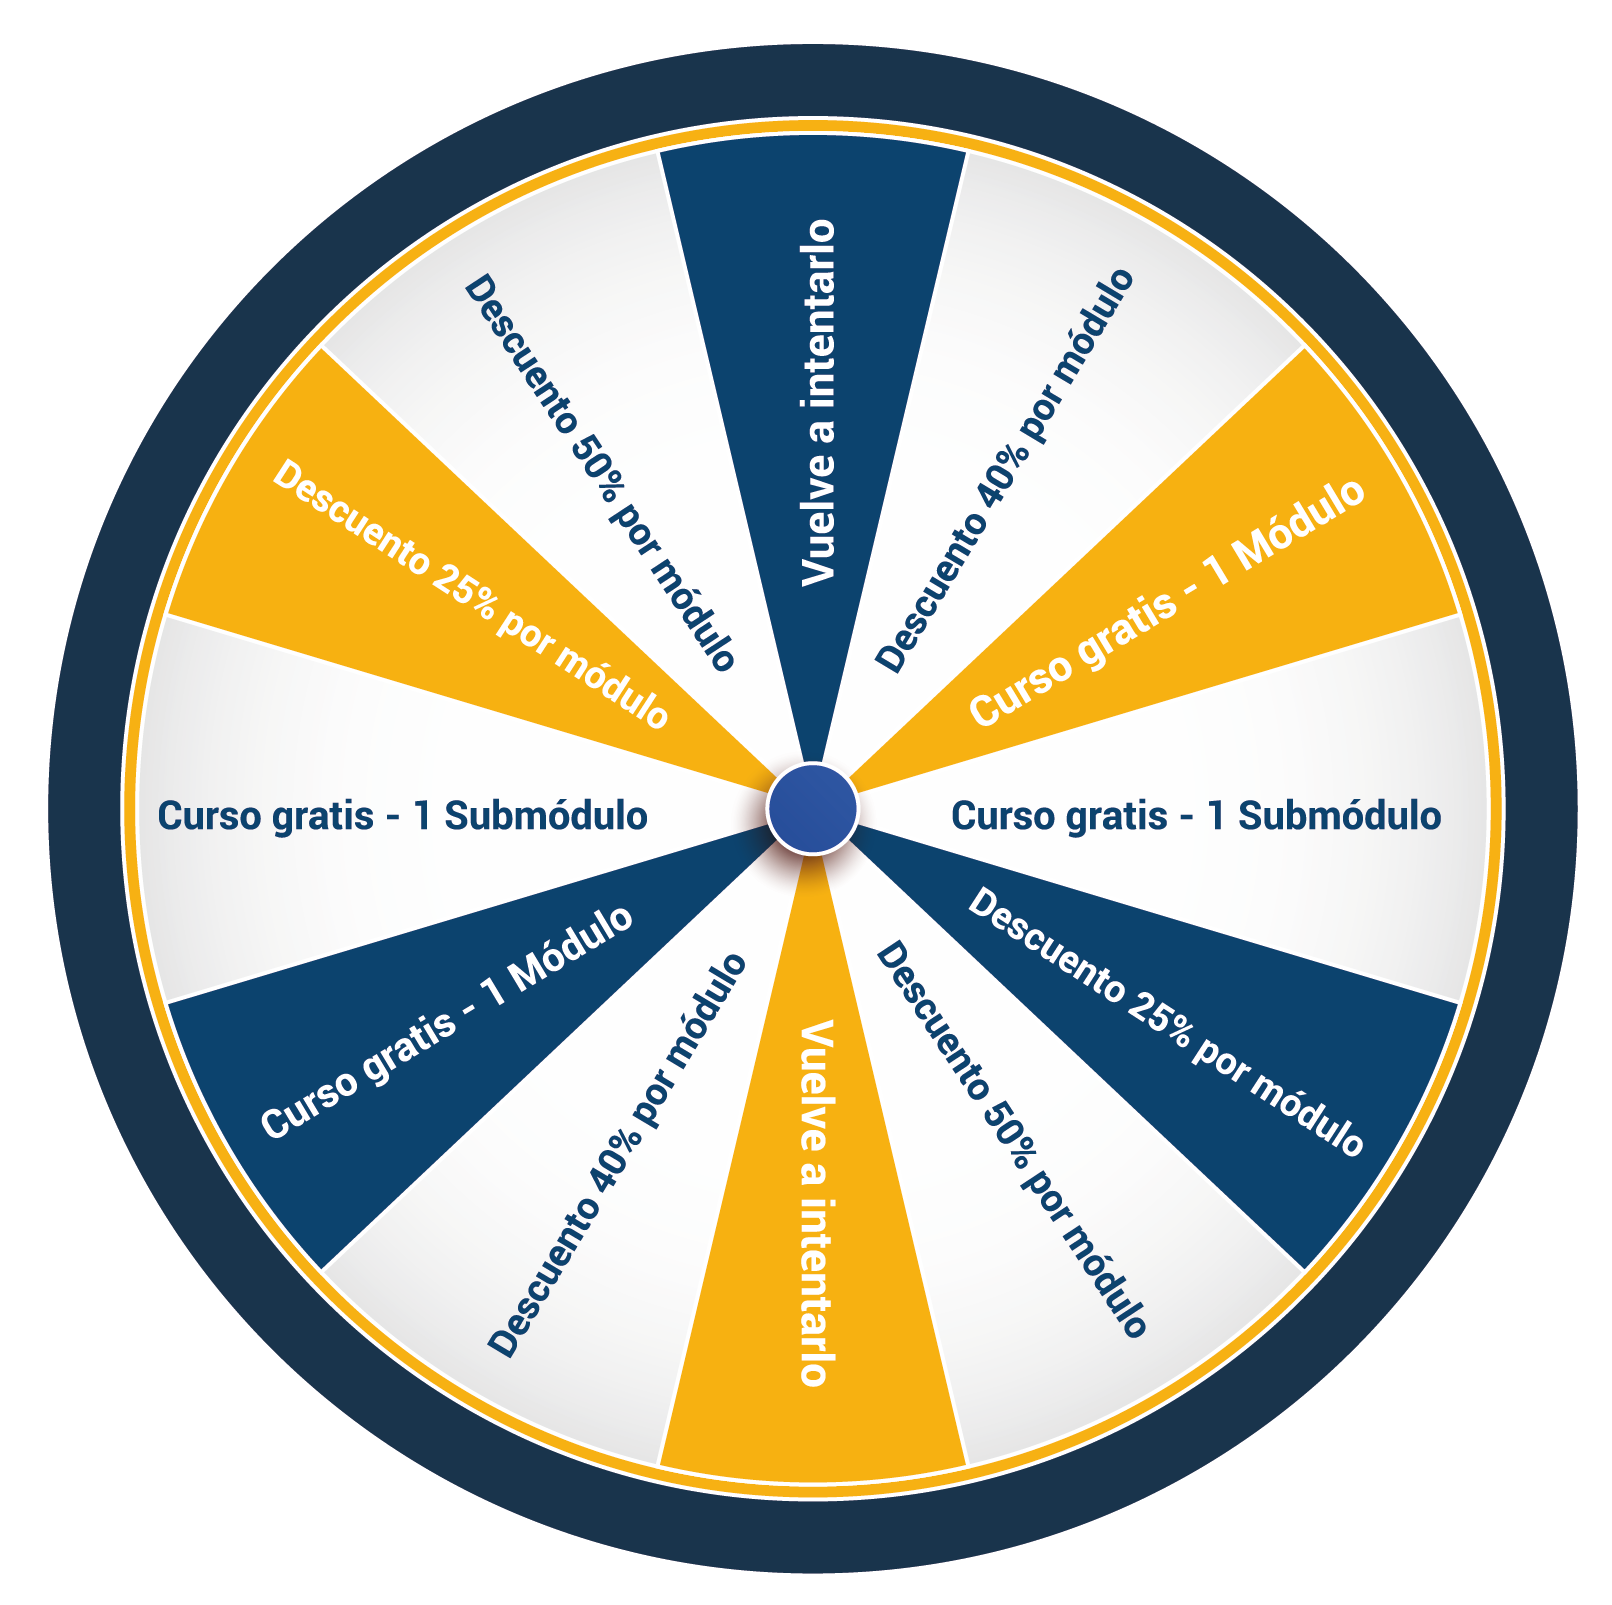 Vuelve a intentarlo
Descuento 40% por módulo
Curso gratis - 1 Módulo
Curso gratis - 1 Submódulo
Descuento 25% por módulo
Descuento 50% por módulo
Vuelve a intentarlo
Descuento 40% por módulo
Curso gratis - 1 Módulo
Curso gratis - 1 Submódulo
Descuento 25% por módulo
Descuento 50% por módulo